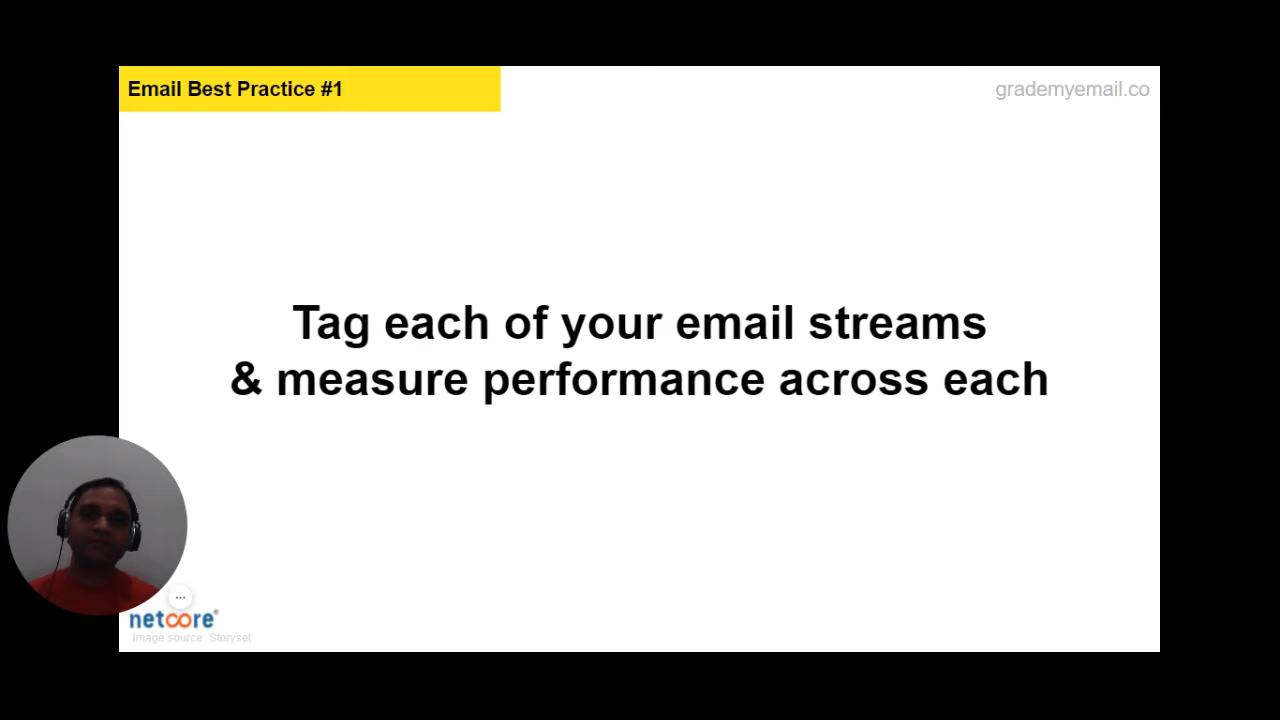 Email Best Practice #1
grademyemail.co
Tag each of your email streams
& measure performance across each
netcore®
Image source: Storyset